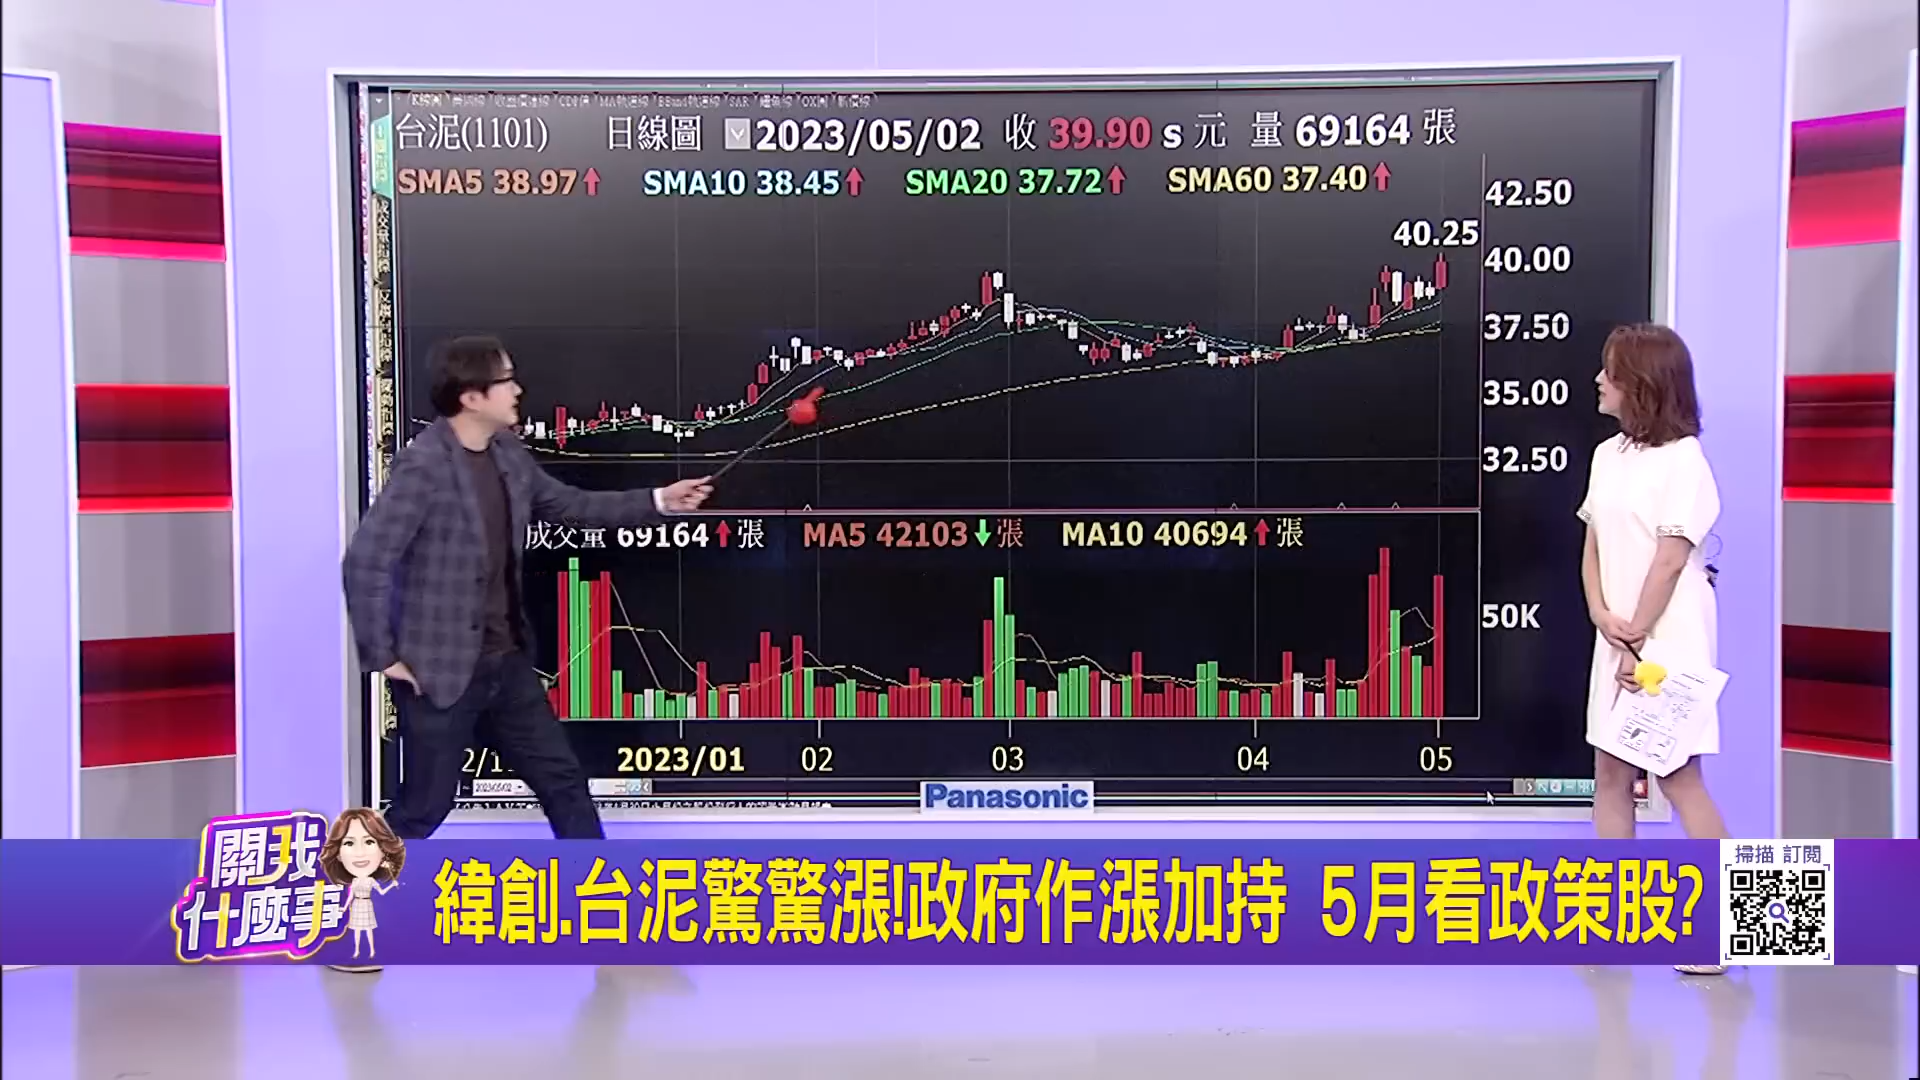 台泥(1101) 日線圖 2023/05/02 收 39.90 s 元 量 69164 張
SMA5 38.97↑ SMA10 38.45↑ SMA20 37.72↑ SMA60 37.40↑
42.50
40.25
40.00
37.50
35.00
32.50
成交量 69164↑張 MA5 42103↓張 MA10 40694↑張
50K
2023/01 02 03 04 05
Panasonic
關我
什麼事
緯創.台泥驚驚漲!政府作漲加持 5月看政策股?
掃描 訂閱